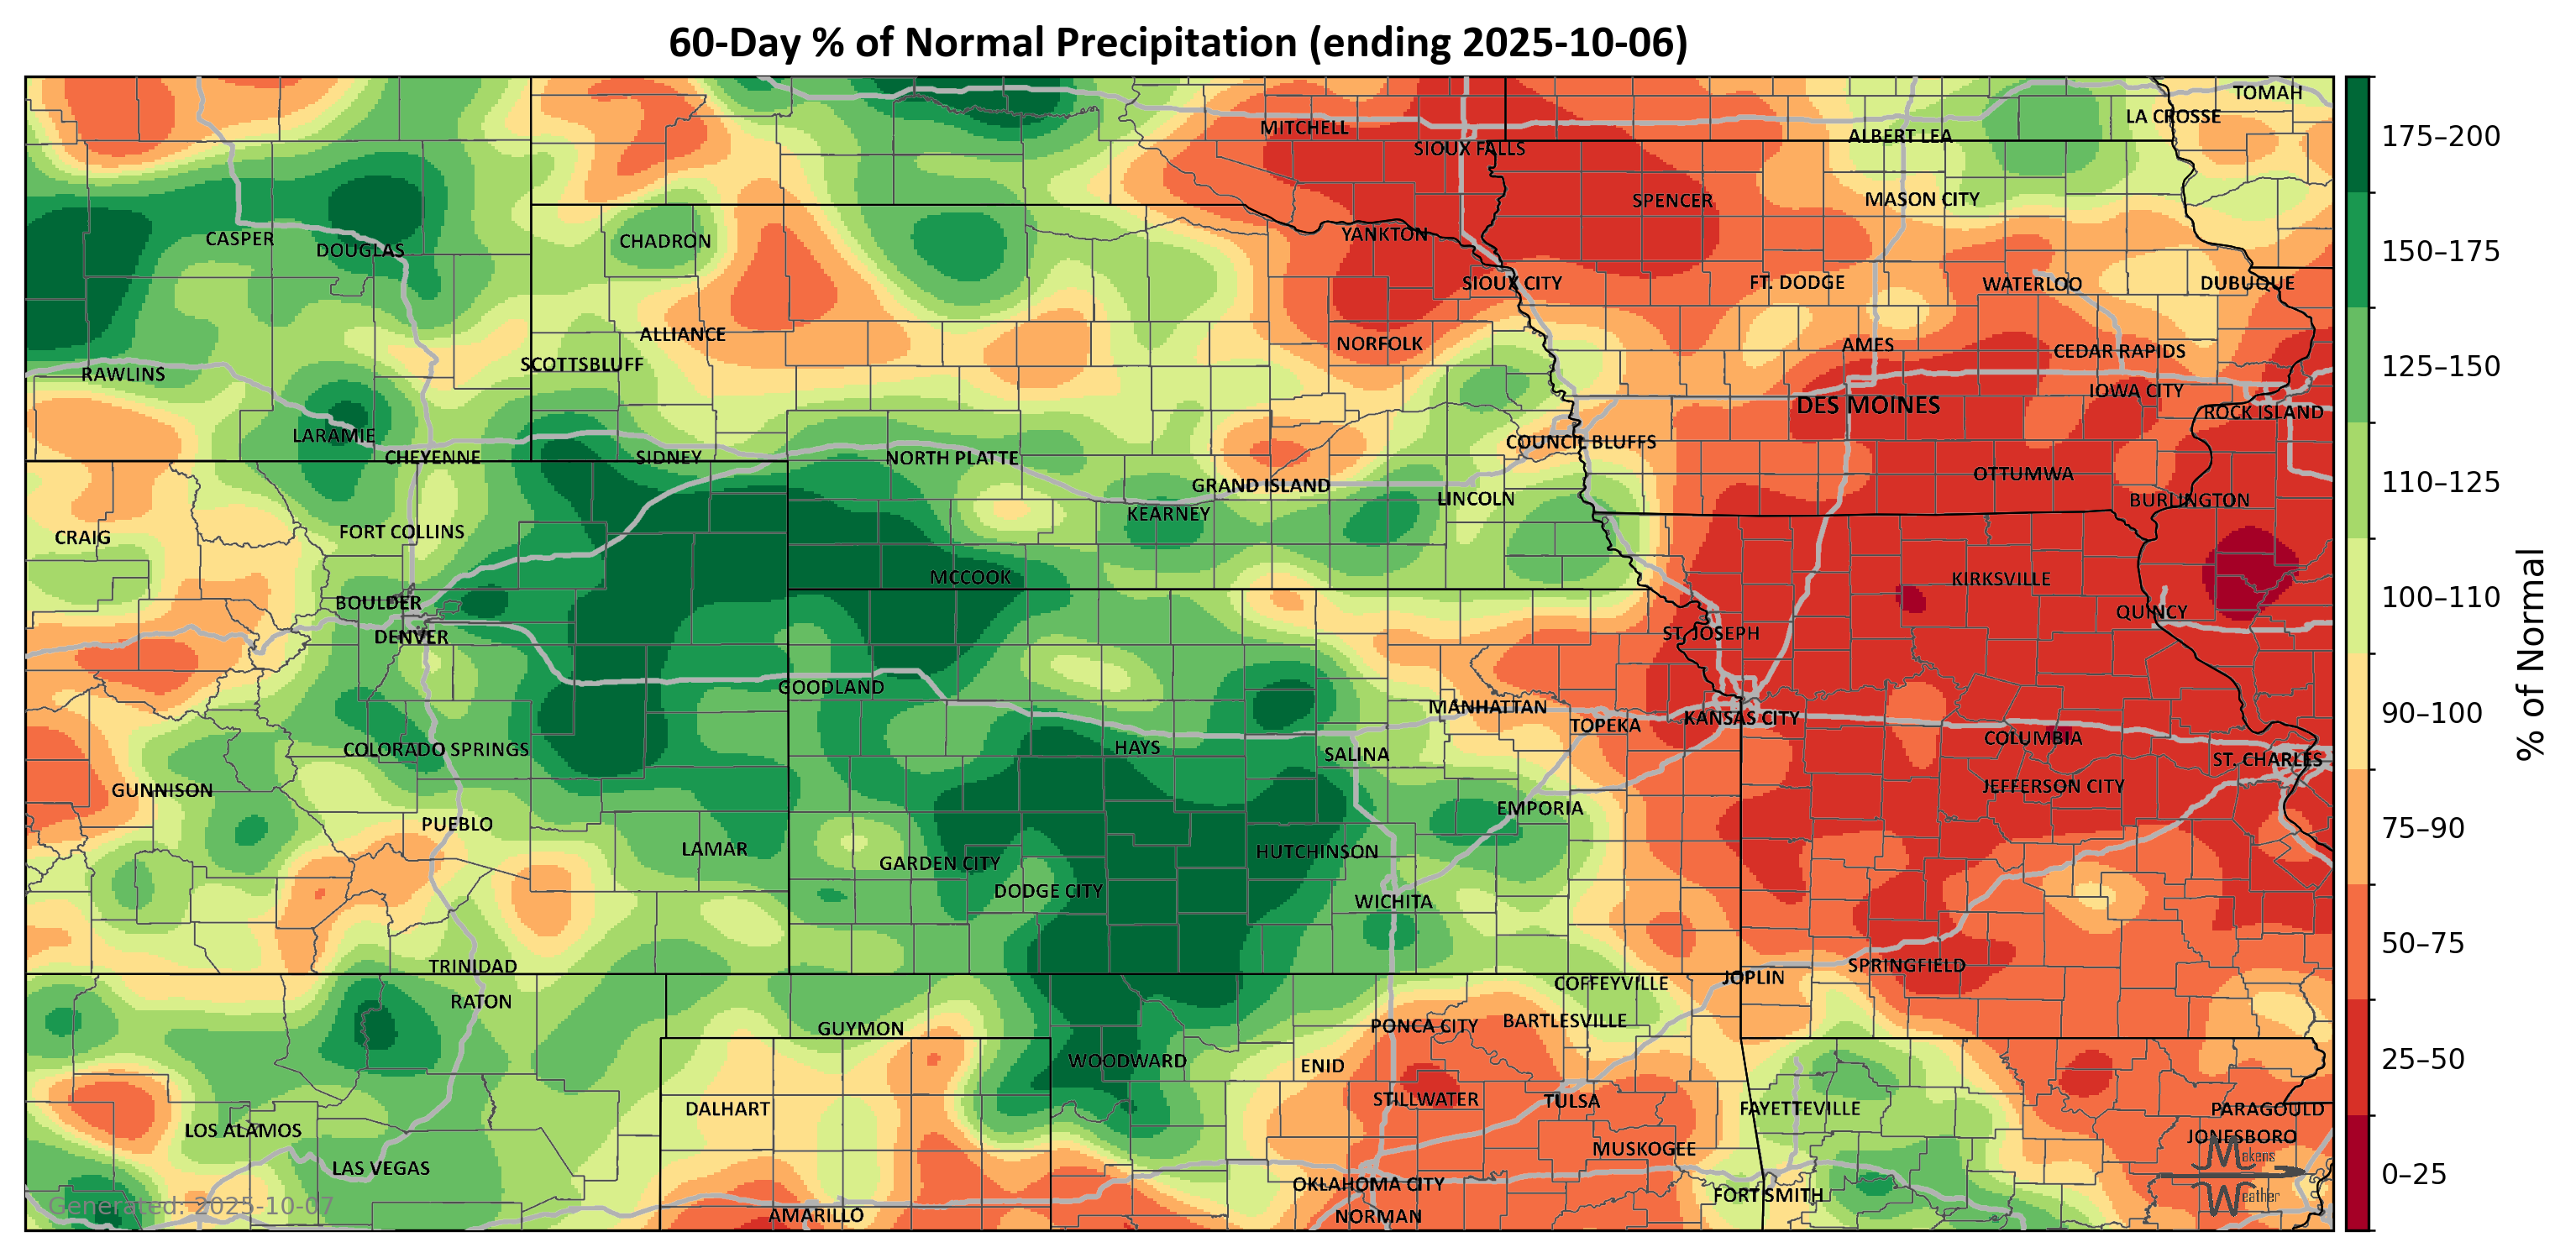 60-Day % of Normal Precipitation (ending 2025-10-06)
TOMAH
LA CROSSE
MITCHELL
ALBERT LEA
SIOUX FALLS
SPENCER
MASON CITY
CASPER
DOUGLAS
CHADRON
YANKTON
SIOUX CITY
FT. DODGE
WATERLOO
DUBUQUE
ALLIANCE
NORFOLK
AMES
CEDAR RAPIDS
SCOTTSBLUFF
RAWLINS
IOWA CITY
DES MOINES
ROCK ISLAND
LARAMIE
COUNCIL BLUFFS
CHEYENNE
SIDNEY
NORTH PLATTE
OTTUMWA
GRAND ISLAND
LINCOLN
BURLINGTON
KEARNEY
CRAIG
FORT COLLINS
MCCOOK
KIRKSVILLE
BOULDER
QUINCY
DENVER
ST. JOSEPH
GOODLAND
MANHATTAN
TOPEKA
KANSAS CITY
COLORADO SPRINGS
HAYS
SALINA
COLUMBIA
ST. CHARLES
GUNNISON
JEFFERSON CITY
EMPORIA
PUEBLO
LAMAR
GARDEN CITY
HUTCHINSON
DODGE CITY
WICHITA
TRINIDAD
SPRINGFIELD
RATON
COFFEYVILLE
JOPLIN
GUYMON
PONCA CITY
BARTLESVILLE
WOODWARD
ENID
DALHART
STILLWATER
TULSA
FAYETTEVILLE
PARAGOULD
LOS ALAMOS
JONESBORO
LAS VEGAS
MUSKOGEE
Makens
Weather
OKLAHOMA CITY
FORT SMITH
AMARILLO
NORMAN
Generated: 2025-10-07
175–200
150–175
125–150
110–125
100–110
90–100
75–90
50–75
25–50
0–25
% of Normal